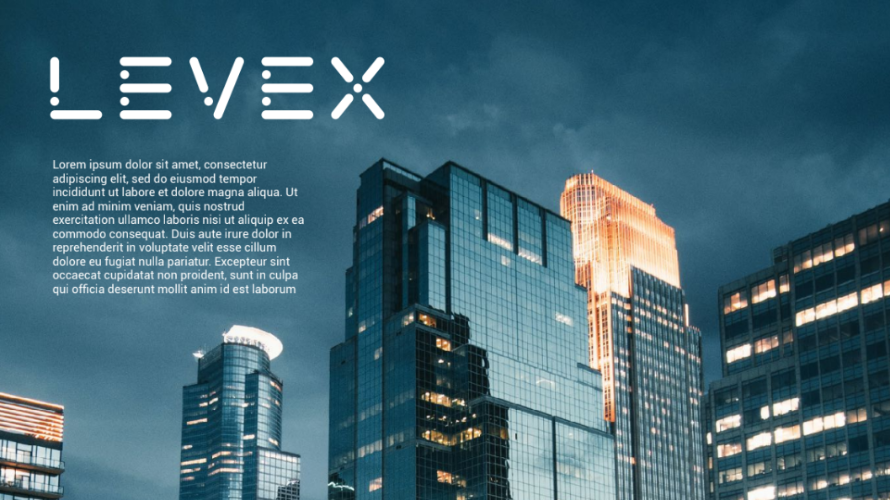 LEVEX
Lorem ipsum dolor sit amet, consectetur
adipiscing elit, sed do eiusmod tempor
incididunt ut labore et dolore magna aliqua. Ut
enim ad minim veniam, quis nostrud
exercitation ullamco laboris nisi ut aliquip ex ea
commodo consequat. Duis aute irure dolor in
reprehenderit in voluptate velit esse cillum
dolore eu fugiat nulla pariatur. Excepteur sint
occaecat cupidatat non proident, sunt in culpa
qui officia deserunt mollit anim id est laborum